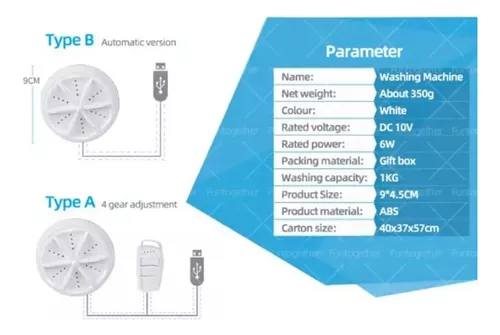 Type B Automatic version
9CM
Type A 4 gear adjustment
Parameter
Name: Washing Machine
Net weight: About 350g
Colour: White
Rated voltage: DC 10V
Rated power: 6W
Packing material: Gift box
Washing capacity: 1KG
Product Size: 9*4.5CM
Product material: ABS
Carton size: 40x37x57cm
Funtogether
Funtogether
Funtogether